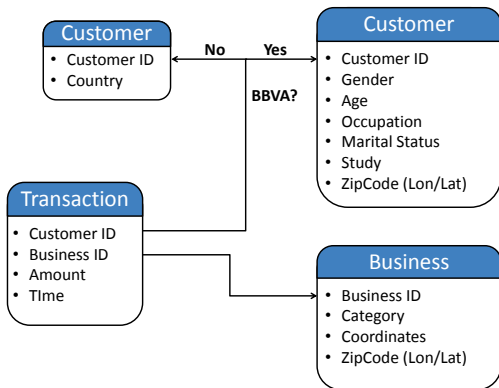 Customer
• Customer ID
• Country
No
Yes
BBVA?
Customer
• Customer ID
• Gender
• Age
• Occupation
• Marital Status
• Study
• ZipCode (Lon/Lat)
Transaction
• Customer ID
• Business ID
• Amount
• TIme
Business
• Business ID
• Category
• Coordinates
• ZipCode (Lon/Lat)